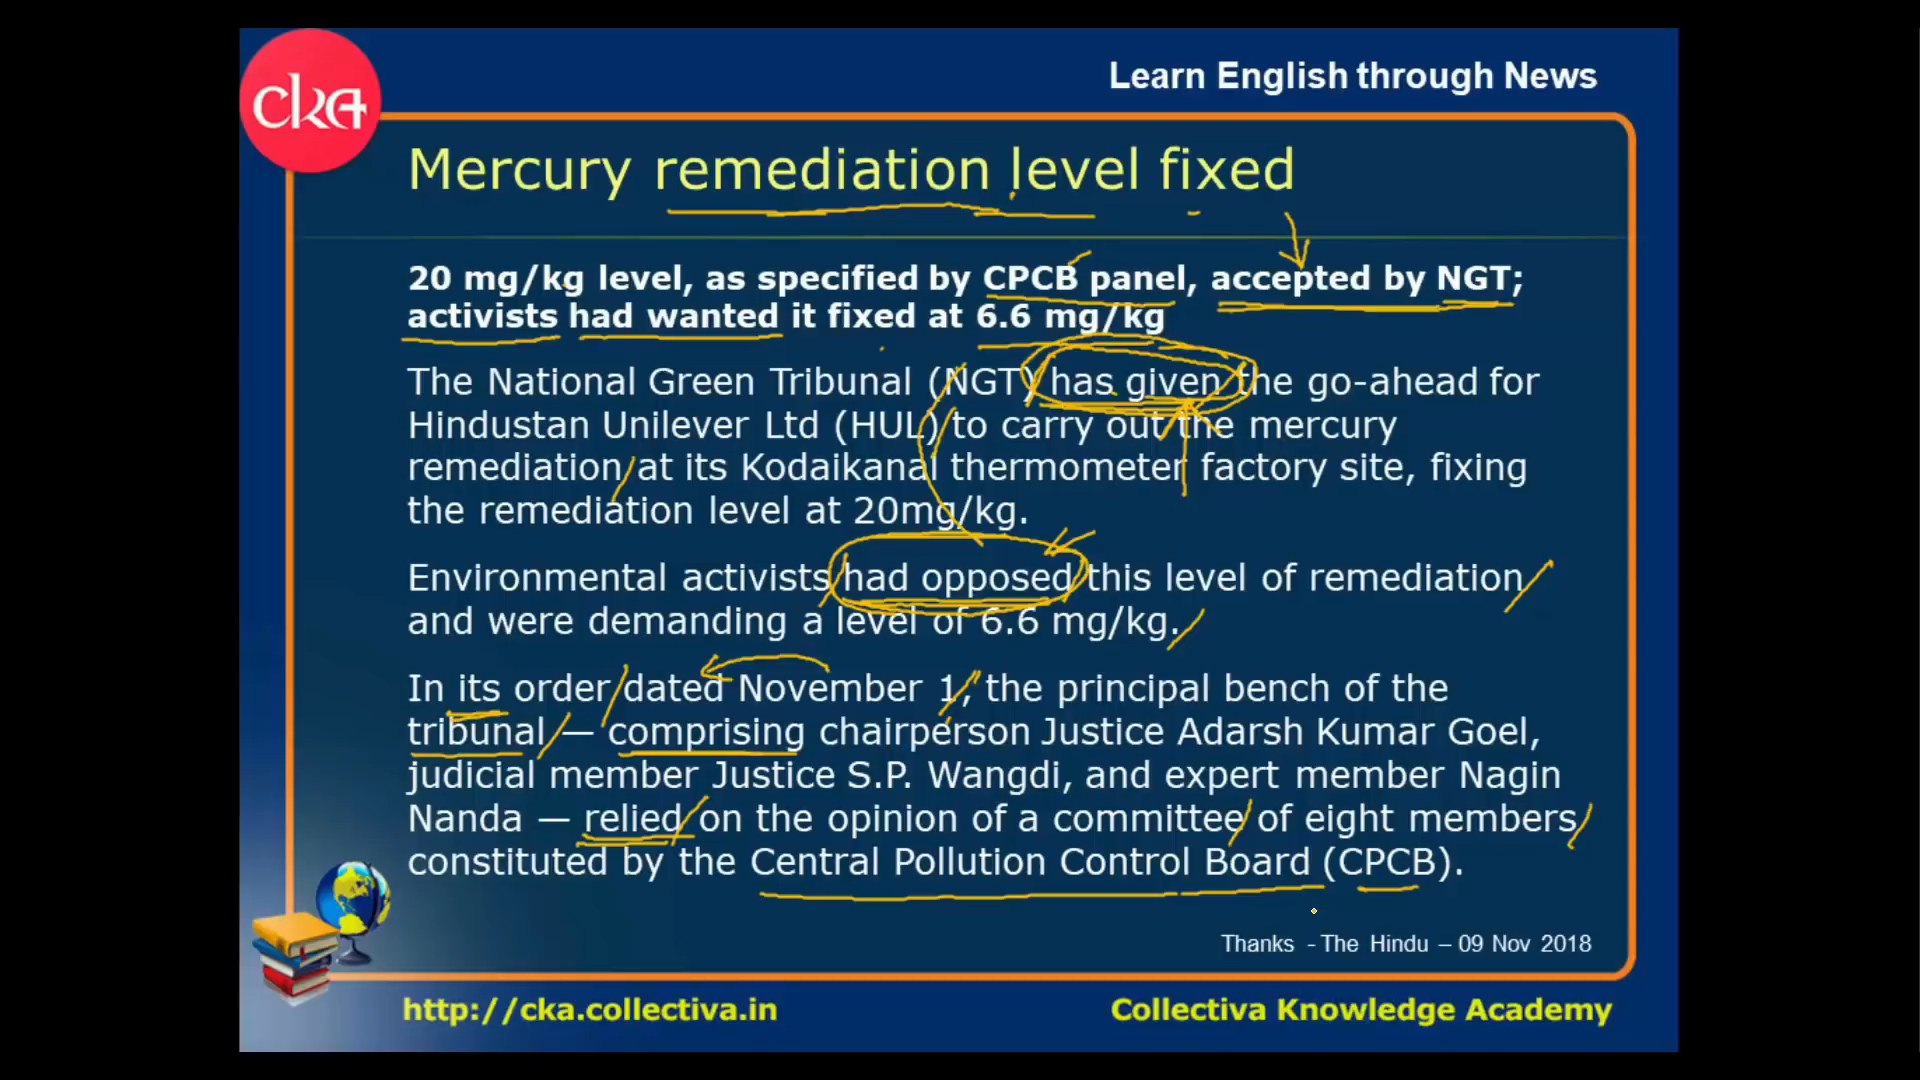 cka
Learn English through News
Mercury remediation level fixed
20 mg/kg level, as specified by CPCB panel, accepted by NGT;
activists had wanted it fixed at 6.6 mg/kg
The National Green Tribunal (NGT) has given the go-ahead for
Hindustan Unilever Ltd (HUL) to carry out the mercury
remediation at its Kodaikanal thermometer factory site, fixing
the remediation level at 20mg/kg.
Environmental activists had opposed this level of remediation
and were demanding a level of 6.6 mg/kg.
In its order dated November 1, the principal bench of the
tribunal — comprising chairperson Justice Adarsh Kumar Goel,
judicial member Justice S.P. Wangdi, and expert member Nagin
Nanda — relied on the opinion of a committee of eight members
constituted by the Central Pollution Control Board (CPCB).
Thanks - The Hindu – 09 Nov 2018
http://cka.collectiva.in
Collectiva Knowledge Academy